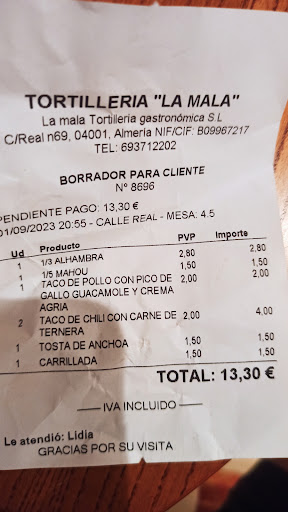 TORTILLERIA "LA MALA"
La mala Tortilleria gastronómica S.L
C/Real n69, 04001, Almería NIF/CIF: B09967217
TEL: 693712202
BORRADOR PARA CLIENTE
Nº 8696
PENDIENTE PAGO: 13,30 €
01/09/2023 20:55 - CALLE REAL - MESA: 4.5
Ud Producto PVP Importe
1 1/3 ALHAMBRA 2,80 2,80
1 1/5 MAHOU 1,50 1,50
1 TACO DE POLLO CON PICO DE 2,00 2,00
GALLO GUACAMOLE Y CREMA
AGRIA
2 TACO DE CHILI CON CARNE DE 2,00 4,00
TERNERA
1 TOSTA DE ANCHOA 1,50 1,50
1 CARRILLADA 1,50 1,50
TOTAL: 13,30 €
IVA INCLUIDO
Le atendió: Lidia
GRACIAS POR SU VISITA